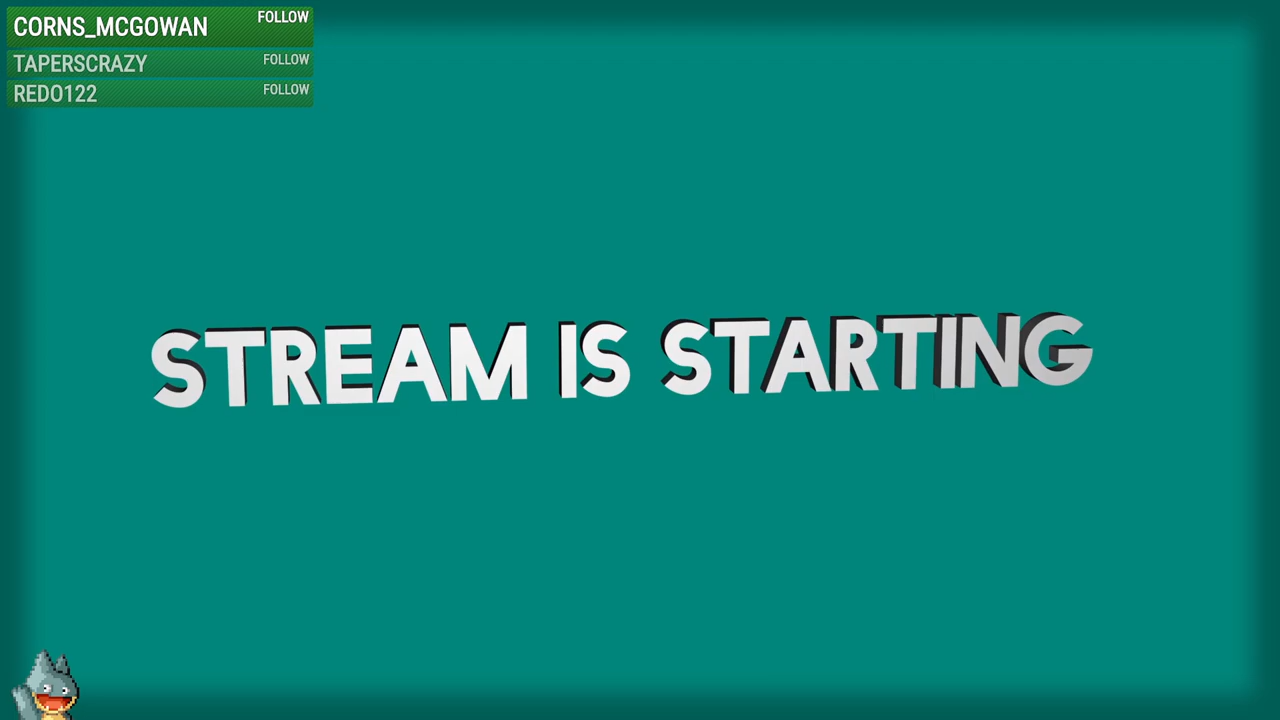 CORNS_MCGOWAN FOLLOW
TAPERSCRAZY FOLLOW
REDO122 FOLLOW
STREAM IS STARTING